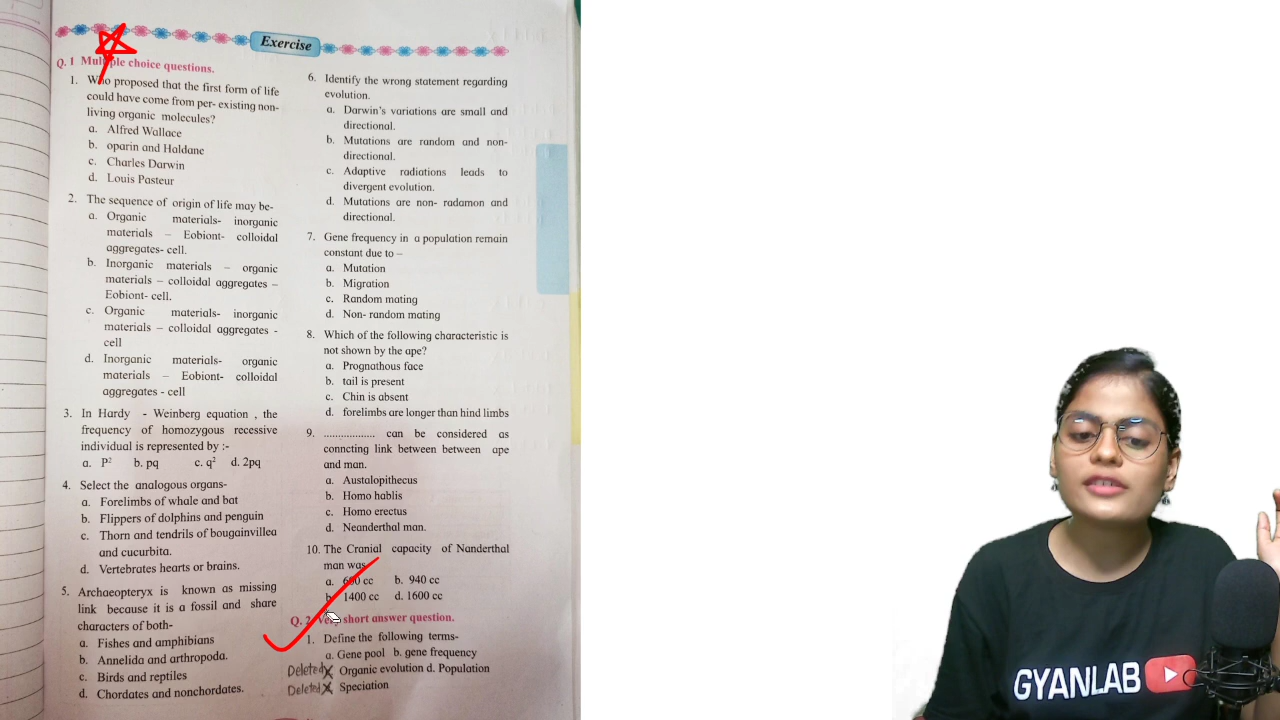 Exercise
Q. 1 Multiple choice questions.
1. Who proposed that the first form of life
could have come from per- existing non-
living organic molecules?
a. Alfred Wallace
b. oparin and Haldane
c. Charles Darwin
d. Louis Pasteur
2. The sequence of origin of life may be-
a. Organic materials- inorganic
materials – Eobiont- colloidal
aggregates- cell.
b. Inorganic materials – organic
materials – colloidal aggregates –
Eobiont- cell.
c. Organic materials- inorganic
materials – colloidal aggregates -
cell
d. Inorganic materials- organic
materials – Eobiont- colloidal
aggregates - cell
3. In Hardy - Weinberg equation , the
frequency of homozygous recessive
individual is represented by :-
a. P² b. pq c. q² d. 2pq
4. Select the analogous organs-
a. Forelimbs of whale and bat
b. Flippers of dolphins and penguin
c. Thorn and tendrils of bougainvillea
and cucurbita.
d. Vertebrates hearts or brains.
5. Archaeopteryx is known as missing
link because it is a fossil and share
characters of both-
a. Fishes and amphibians
b. Annelida and arthropoda.
c. Birds and reptiles
d. Chordates and nonchordates.
6. Identify the wrong statement regarding
evolution.
a. Darwin's variations are small and
directional.
b. Mutations are random and non-
directional.
c. Adaptive radiations leads to
divergent evolution.
d. Mutations are non- radamon and
directional.
7. Gene frequency in a population remain
constant due to –
a. Mutation
b. Migration
c. Random mating
d. Non- random mating
8. Which of the following characteristic is
not shown by the ape?
a. Prognathous face
b. tail is present
c. Chin is absent
d. forelimbs are longer than hind limbs
9. .................. can be considered as
conncting link between between ape
and man.
a. Austalopithecus
b. Homo hablis
c. Homo erectus
d. Neanderthal man.
10. The Cranial capacity of Nanderthal
man was
a. cc b. 940 cc
1400 cc d. 1600 cc
Q. 2 Very short answer question.
1. Define the following terms-
a. Gene pool b. gene frequency
Deleted Organic evolution d. Population
Deleted Speciation
GYANLAB